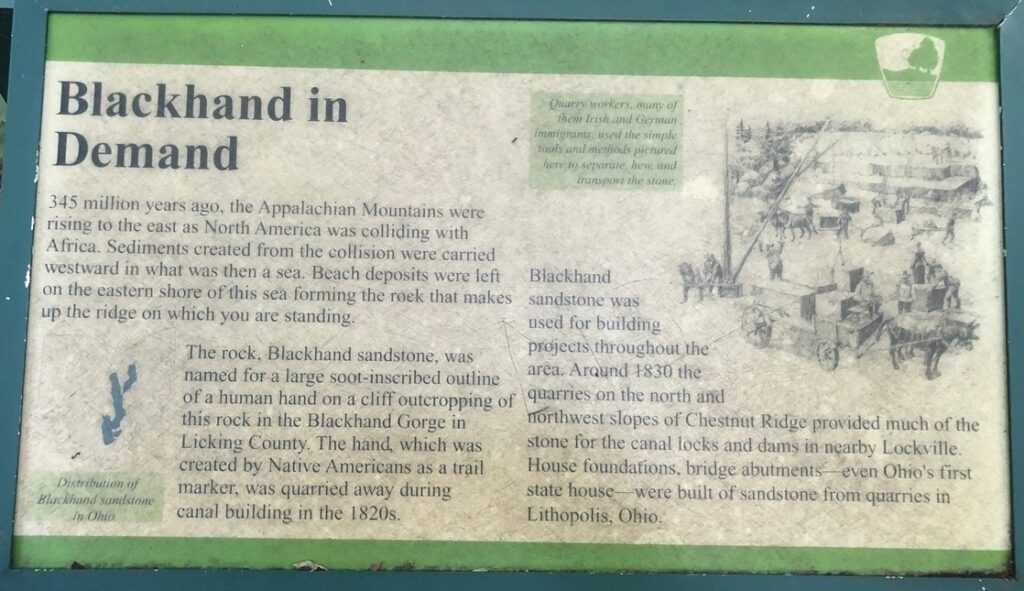 Blackhand in
Demand
345 million years ago, the Appalachian Mountains were
rising to the east as North America was colliding with
Africa. Sediments created from the collision were carried
westward in what was then a sea. Beach deposits were left
on the eastern shore of this sea forming the rock that makes
up the ridge on which you are standing.
The rock, Blackhand sandstone, was
named for a large soot-inscribed outline
of a human hand on a cliff outcropping of
this rock in the Blackhand Gorge in
Licking County. The hand, which was
created by Native Americans as a trail
marker, was quarried away during
canal building in the 1820s.
Distribution of
Blackhand sandstone
in Ohio.
Quarry workers, many of
them Irish and German
immigrants, used the simple
tools and methods pictured
here to separate, hew, and
transport the stone.
Blackhand
sandstone was
used for building
projects throughout the
area. Around 1830 the
quarries on the north and
northwest slopes of Chestnut Ridge provided much of the
stone for the canal locks and dams in nearby Lockville.
House foundations, bridge abutments—even Ohio's first
state house—were built of sandstone from quarries in
Lithopolis, Ohio.